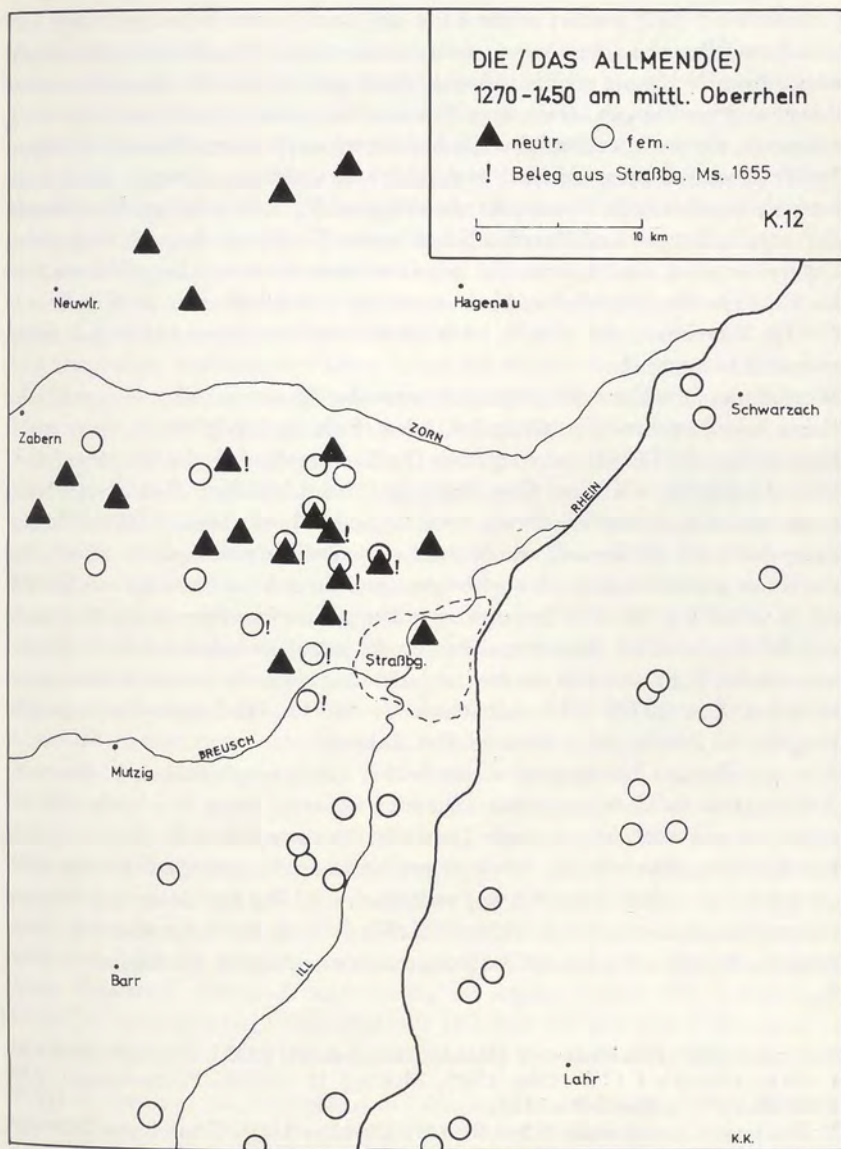 DIE / DAS ALLMEND(E)
1270-1450 am mittl. Oberrhein
neutr. fem.
! Beleg aus Straßbg. Ms. 1655
0 10 km
K.12
Neuwlr.
Hagenau
Zabern
ZORN
Schwarzach
RHEIN
!
!
!
!
!
!
!
!
Straßbg.
!
!
BREUSCH
Mutzig
ILL
Barr
Lahr
K.K.